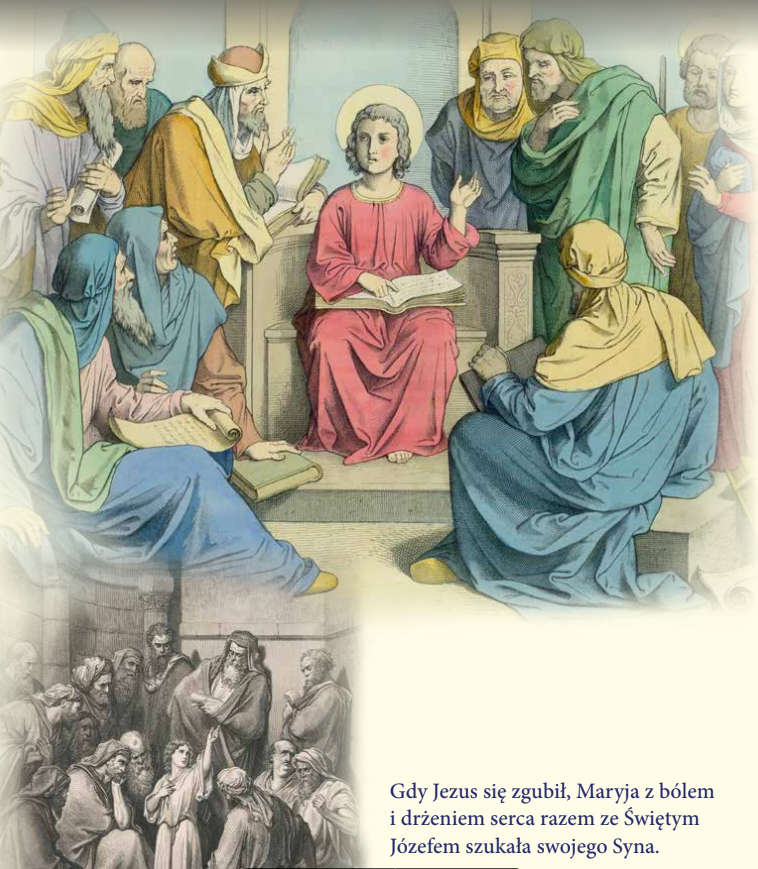 Gdy Jezus się zgubił, Maryja z bólem
i drżeniem serca razem ze Świętym
Józefem szukała swojego Syna.